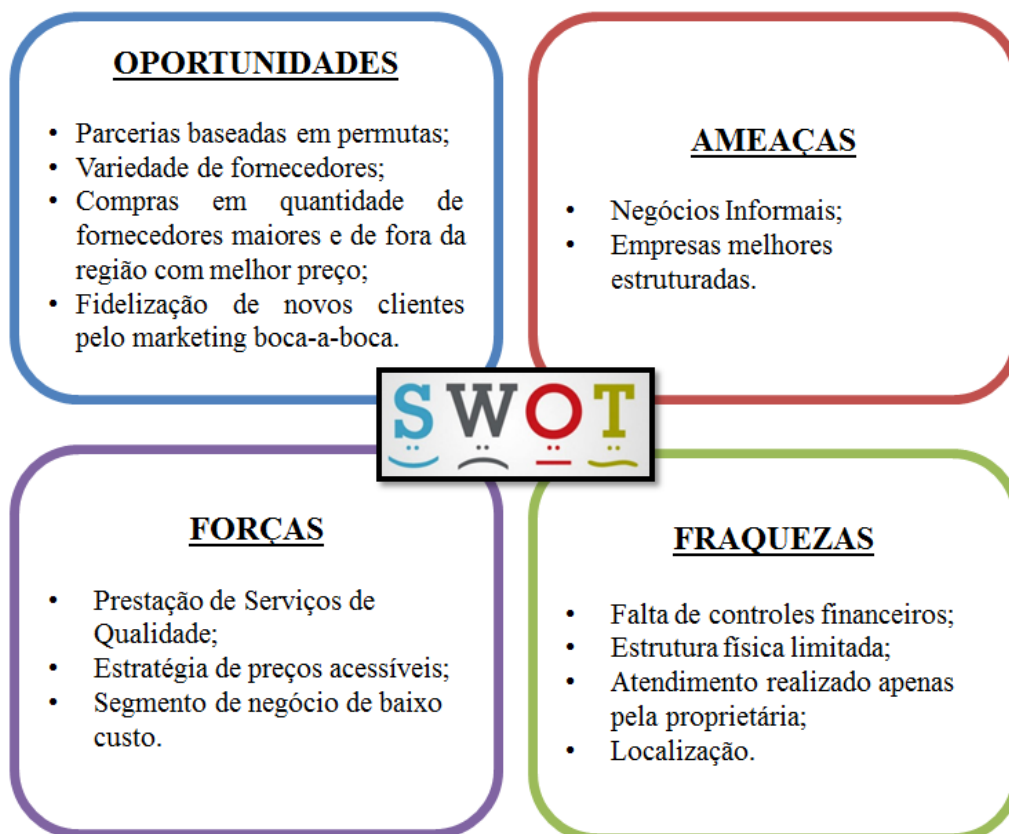 OPORTUNIDADES
• Parcerias baseadas em permutas;
• Variedade de fornecedores;
• Compras em quantidade de
fornecedores maiores e de fora da
região com melhor preço;
• Fidelização de novos clientes
pelo marketing boca-a-boca.
AMEAÇAS
• Negócios Informais;
• Empresas melhores
estruturadas.
SWOT
FORÇAS
• Prestação de Serviços de
Qualidade;
• Estratégia de preços acessíveis;
• Segmento de negócio de baixo
custo.
FRAQUEZAS
• Falta de controles financeiros;
• Estrutura física limitada;
• Atendimento realizado apenas
pela proprietária;
• Localização.